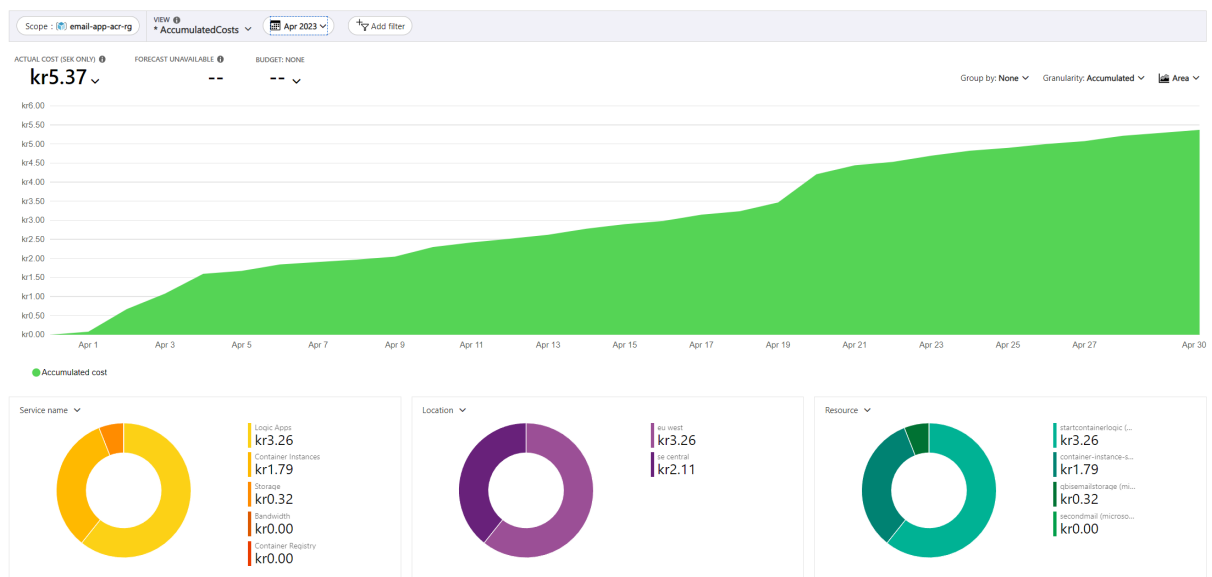 Scope : email-app-acr-rg
VIEW
* AccumulatedCosts
Apr 2023
Add filter
ACTUAL COST (SEK ONLY)
kr5.37
FORECAST UNAVAILABLE
--
BUDGET: NONE
--
Group by: None
Granularity: Accumulated
Area
kr6.00
kr5.50
kr5.00
kr4.50
kr4.00
kr3.50
kr3.00
kr2.50
kr2.00
kr1.50
kr1.00
kr0.50
kr0.00
Apr 1 Apr 3 Apr 5 Apr 7 Apr 9 Apr 11 Apr 13 Apr 15 Apr 17 Apr 19 Apr 21 Apr 23 Apr 25 Apr 27 Apr 30
Accumulated cost
Service name
Logic Apps
kr3.26
Container Instances
kr1.79
Storage
kr0.32
Bandwidth
kr0.00
Container Registry
kr0.00
Location
eu west
kr3.26
se central
kr2.11
Resource
startcontainerlogic (...
kr3.26
container-instance-s...
kr1.79
qbisemailstorage (mi...
kr0.32
secondmail (microso...
kr0.00